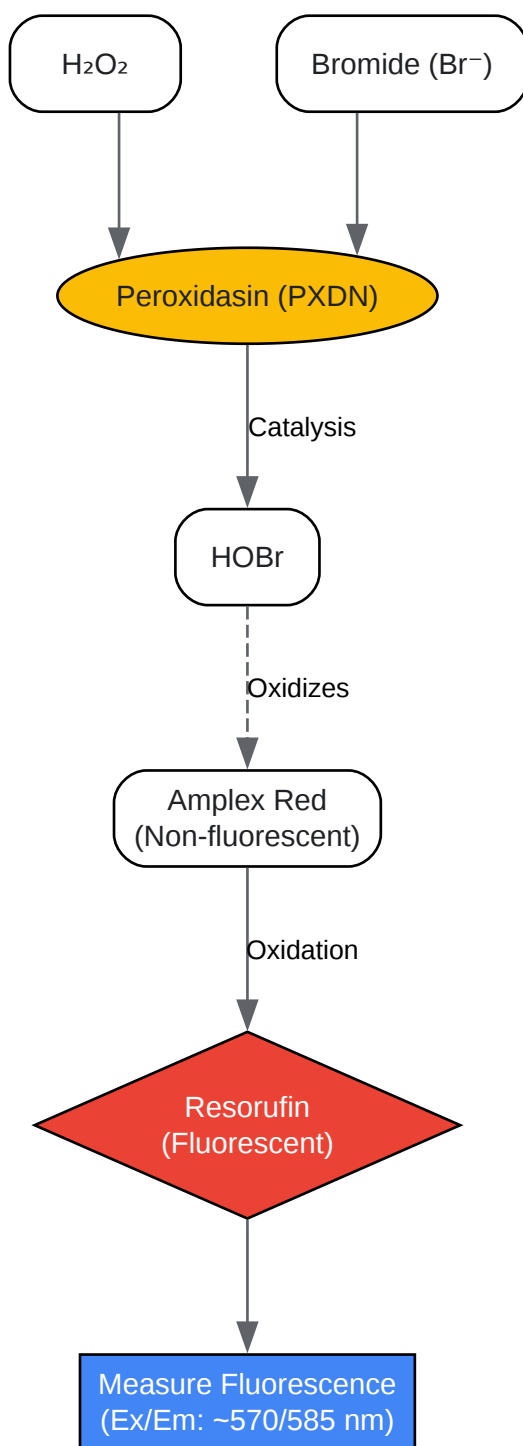 H₂O₂
Bromide (Br⁻)
Peroxidasin (PXDN)
Catalysis
HOBr
Oxidizes
Amplex Red
(Non-fluorescent)
Oxidation
Resorufin
(Fluorescent)
Measure Fluorescence
(Ex/Em: ~570/585 nm)